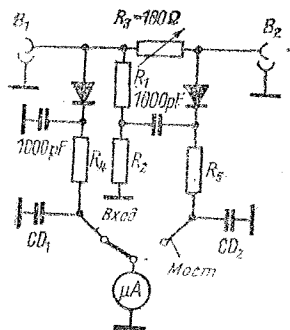 R₃=100Ω
B₁
B₂
R₁
1000pF
1000pF
R₄
R₂
R₅
Вход
CD₁
CD₂
Мост
μA